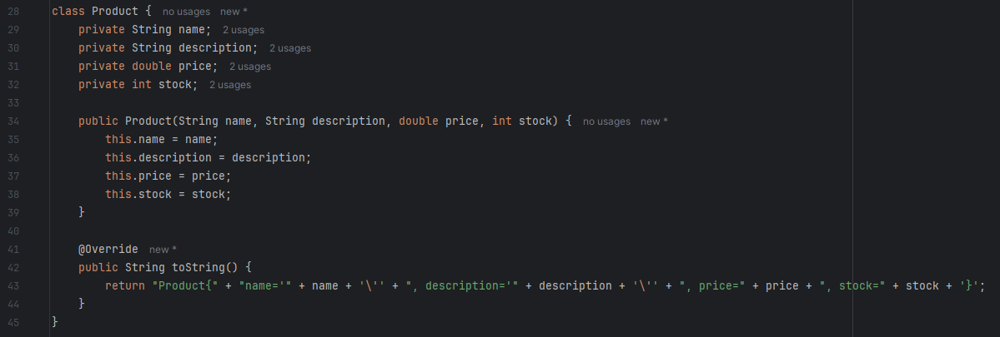 28 class Product { no usages new *
29 private String name; 2 usages
30 private String description; 2 usages
31 private double price; 2 usages
32 private int stock; 2 usages
33
34 public Product(String name, String description, double price, int stock) { no usages new *
35 this.name = name;
36 this.description = description;
37 this.price = price;
38 this.stock = stock;
39 }
40
41 @Override new *
42 public String toString() {
43 return "Product{" + "name='" + name + '\'' + ", description='" + description + '\'' + ", price=" + price + ", stock=" + stock + '}';
44 }
45 }